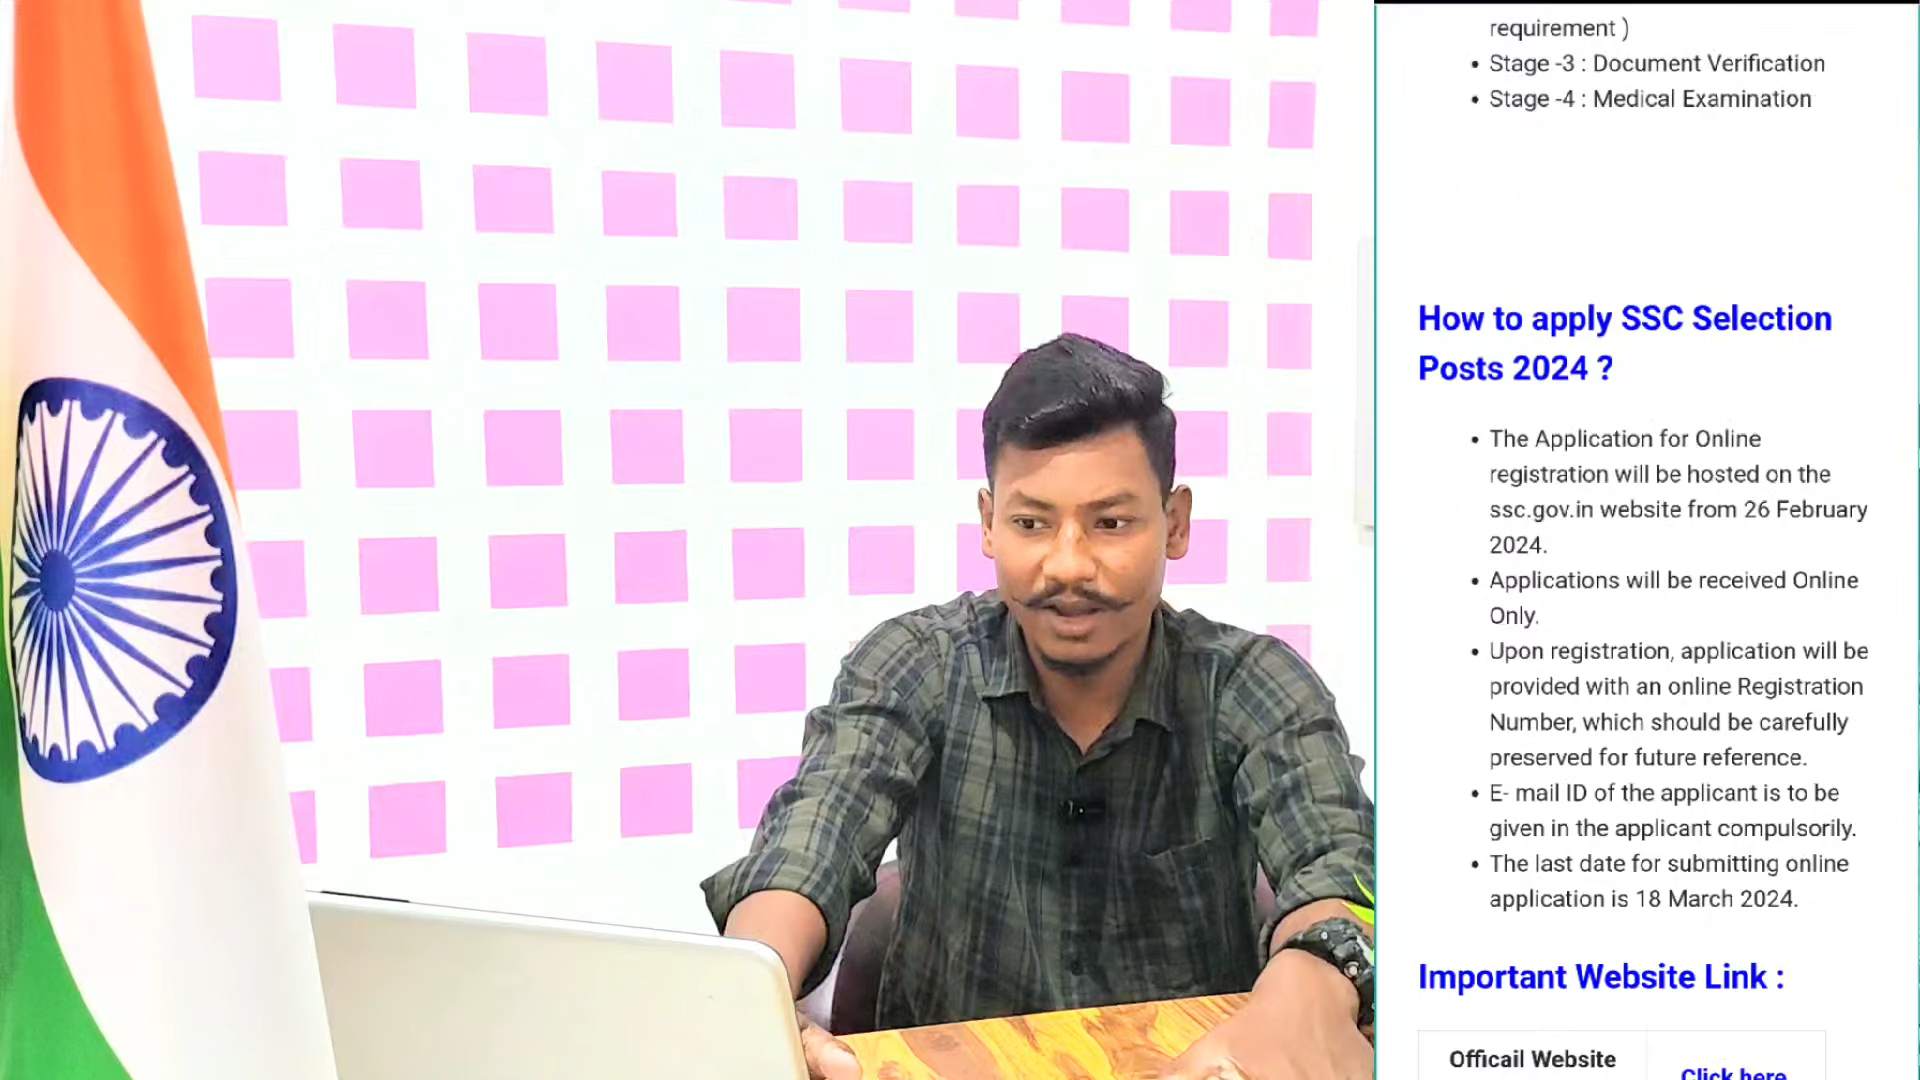 requirement )
• Stage -3 : Document Verification
• Stage -4 : Medical Examination
How to apply SSC Selection
Posts 2024 ?
• The Application for Online
registration will be hosted on the
ssc.gov.in website from 26 February
2024.
• Applications will be received Online
Only.
• Upon registration, application will be
provided with an online Registration
Number, which should be carefully
preserved for future reference.
• E- mail ID of the applicant is to be
given in the applicant compulsorily.
• The last date for submitting online
application is 18 March 2024.
Important Website Link :
Officail Website
Click here